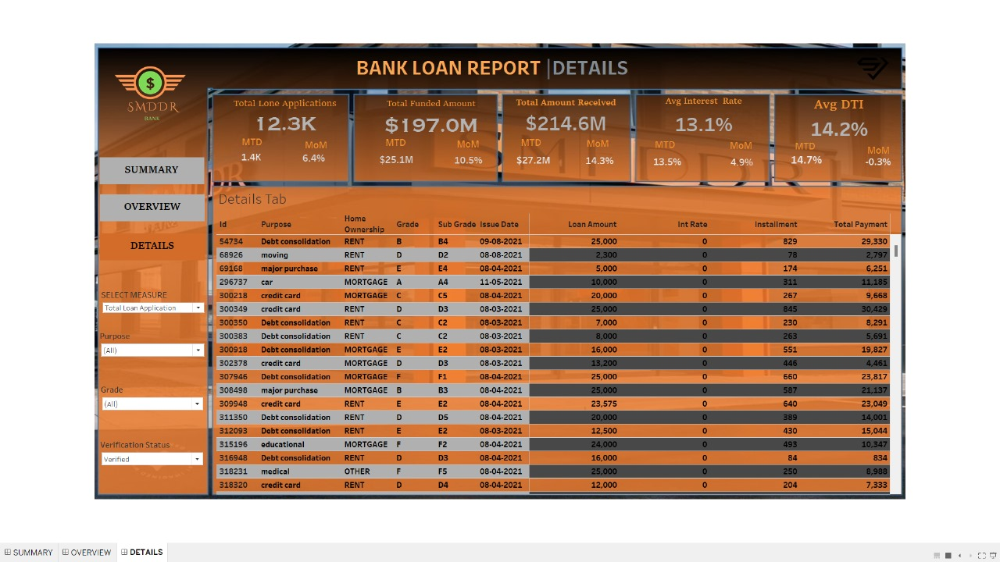 BANK LOAN REPORT |DETAILS
$
SMDDR
BANK
Total Lone Applications
12.3K
MTD MoM
1.4K 6.4%
Total Funded Amount
$197.0M
MTD MoM
$25.1M 10.5%
Total Amount Received
$214.6M
MTD MoM
$27.2M 14.3%
Avg Interest Rate
13.1%
MTD MoM
13.5% 4.9%
Avg DTI
14.2%
MTD MoM
14.7% -0.3%
SUMMARY
OVERVIEW
DETAILS
SELECT MEASURE
Total Loan Application
Purpose
(All)
Grade
(All)
Verification Status
Verified
Details Tab
Id Purpose Home Ownership Grade Sub Grade Issue Date Loan Amount Int Rate Installment Total Payment
54734 Debt consolidation RENT B B4 09-08-2021 25,000 0 829 29,330
68926 moving RENT D D2 08-08-2021 2,300 0 78 2,797
69168 major purchase RENT E E4 08-04-2021 5,000 0 174 6,251
296737 car MORTGAGE A A4 11-05-2021 10,000 0 311 11,185
300218 credit card MORTGAGE C C5 08-04-2021 20,000 0 267 9,668
300349 credit card RENT D D3 08-04-2021 25,000 0 845 30,429
300350 Debt consolidation RENT C C2 08-03-2021 7,000 0 230 8,291
300383 Debt consolidation RENT C C2 08-03-2021 8,000 0 263 5,691
300918 Debt consolidation MORTGAGE E E2 08-03-2021 16,000 0 551 19,827
302378 credit card MORTGAGE D D3 08-03-2021 13,200 0 446 4,461
307946 Debt consolidation MORTGAGE F F1 08-04-2021 25,000 0 660 23,817
308498 major purchase MORTGAGE B B3 08-04-2021 25,000 0 587 21,137
309948 credit card RENT E E2 08-04-2021 23,575 0 640 23,049
311350 Debt consolidation RENT D D5 08-04-2021 20,000 0 389 14,001
312093 Debt consolidation RENT E E2 08-03-2021 12,500 0 430 15,044
315196 educational MORTGAGE F F2 08-04-2021 24,000 0 493 10,347
316948 Debt consolidation RENT D D3 08-04-2021 16,000 0 84 834
318231 medical OTHER F F5 08-04-2021 25,000 0 250 8,988
318320 credit card RENT D D4 08-04-2021 12,000 0 204 7,333
SUMMARY OVERVIEW DETAILS